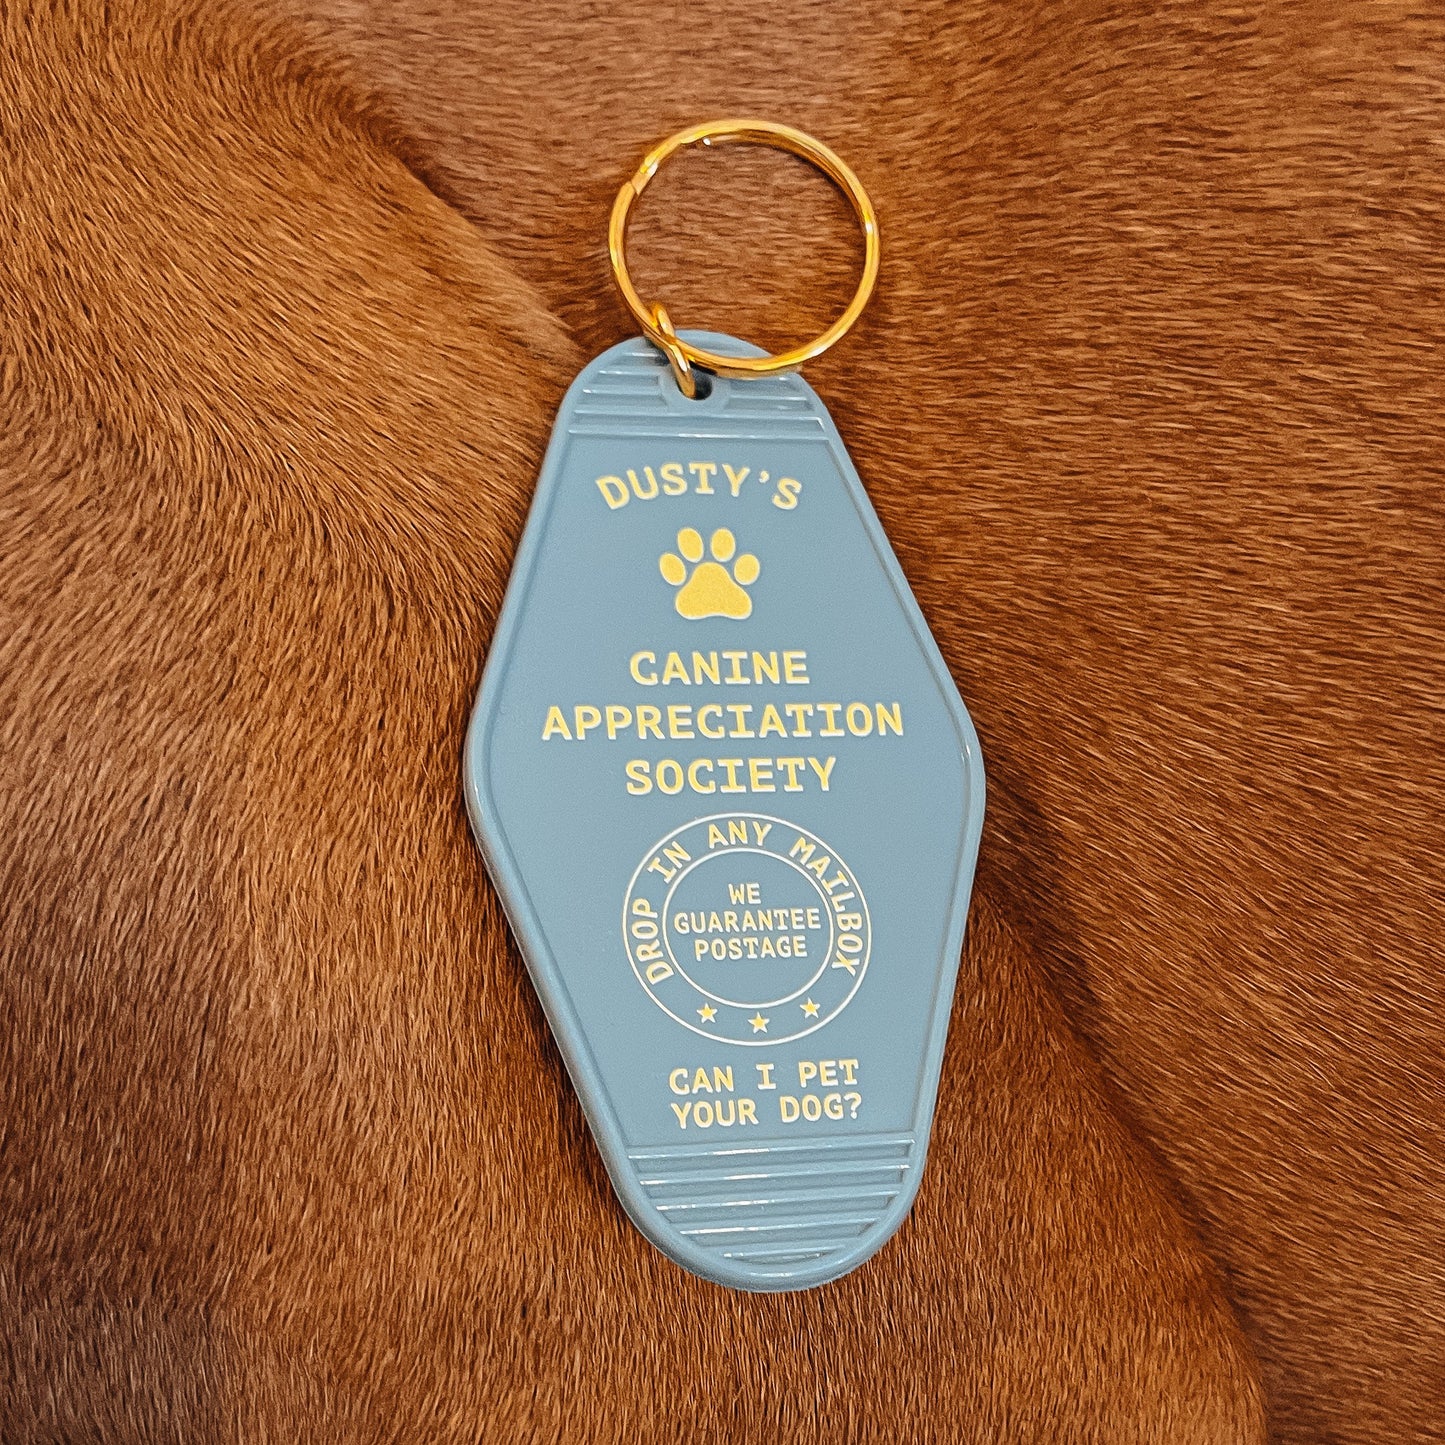 DUSTY'S
CANINE
APPRECIATION
SOCIETY
DROP IN ANY MAILBOX
WE
GUARANTEE
POSTAGE
CAN I PET
YOUR DOG?